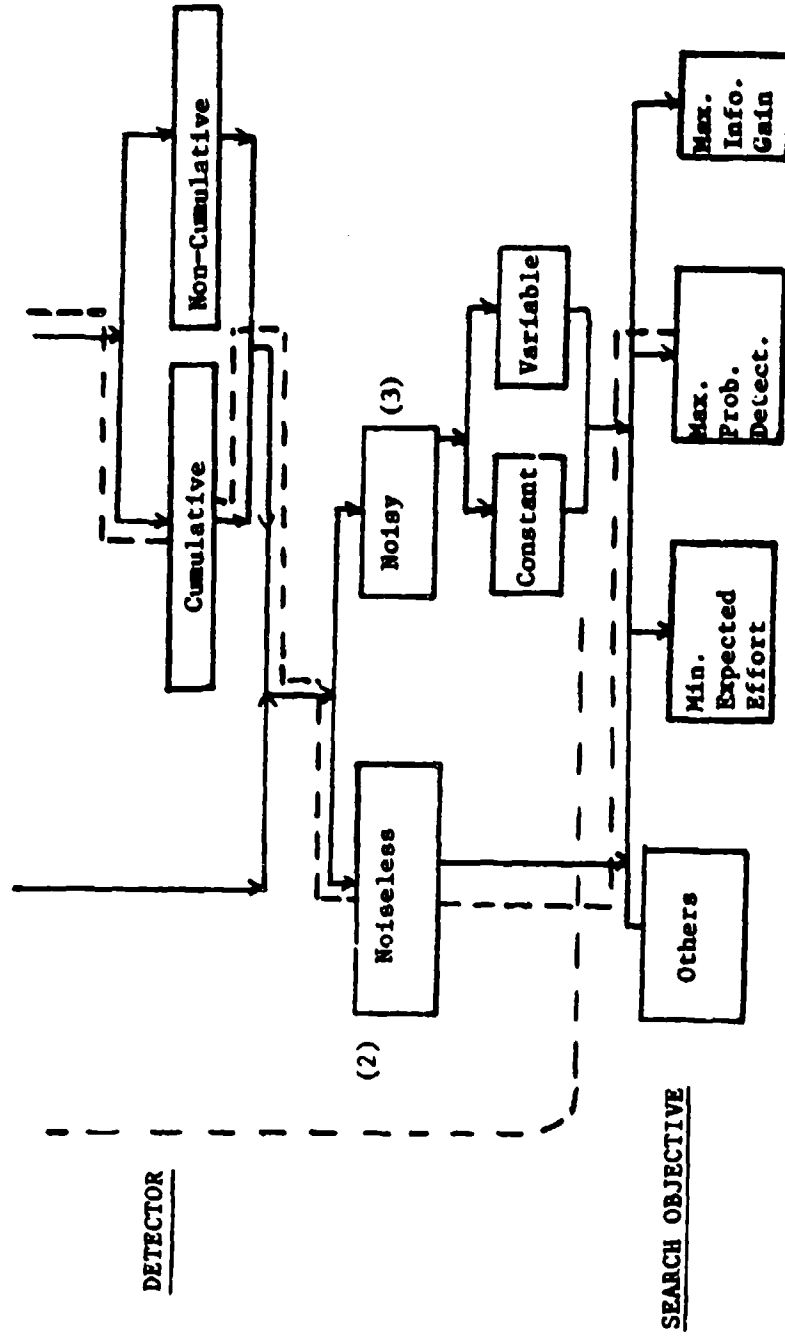 DETECTOR
Cumulative
Non-Cumulative
(2)
Noiseless
Noisy
(3)
Constant
Variable
SEARCH OBJECTIVE
Others
Min.
Expected
Effort
Max.
Prob.
Detect.
Max.
Info.
Gain